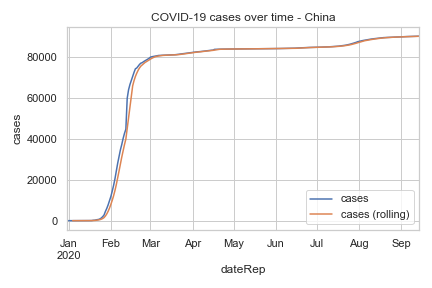 COVID-19 cases over time - China
cases
80000
60000
40000
20000
0
Jan Feb Mar Apr May Jun Jul Aug Sep
2020
dateRep
cases
cases (rolling)